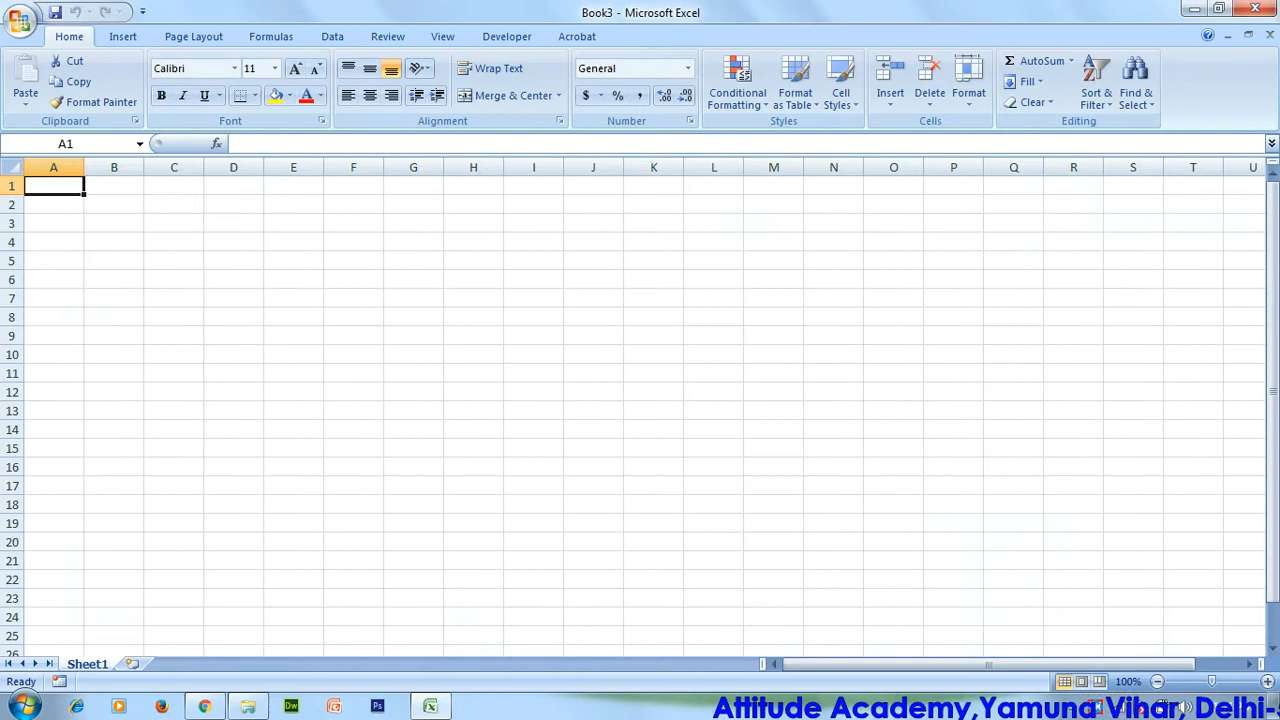 Book3 - Microsoft Excel
Home Insert Page Layout Formulas Data Review View Developer Acrobat
Paste Cut Copy Format Painter
Calibri 11
B I U
Wrap Text
Merge & Center
General
$ % ,
Conditional Formatting
Format as Table
Cell Styles
Insert Delete Format
Σ AutoSum
Fill
Clear
Sort & Filter
Find & Select
Clipboard Font Alignment Number Styles Cells Editing
A1 fx
A B C D E F G H I J K L M N O P Q R S T U
1
2
3
4
5
6
7
8
9
10
11
12
13
14
15
16
17
18
19
20
21
22
23
24
25
26
Sheet1
Ready 100%
Dw Ps
Attitude Academy,Yamuna Vihar, Delhi-